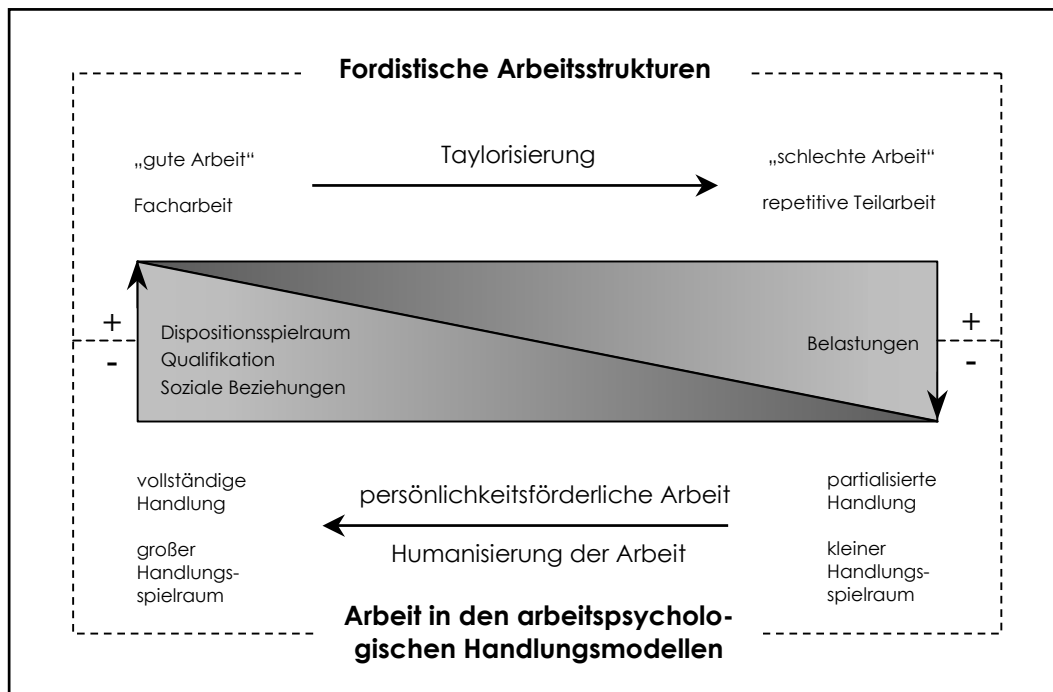 Fordistische Arbeitsstrukturen
„gute Arbeit“
Taylorisierung
„schlechte Arbeit“
Facharbeit
repetitive Teilarbeit
+
-
Dispositionsspielraum
Qualifikation
Soziale Beziehungen
Belastungen
+
-
vollständige
Handlung
großer
Handlungs-
spielraum
persönlichkeitsförderliche Arbeit
Humanisierung der Arbeit
partialisierte
Handlung
kleiner
Handlungs-
spielraum
Arbeit in den arbeitspsycholo-
gischen Handlungsmodellen